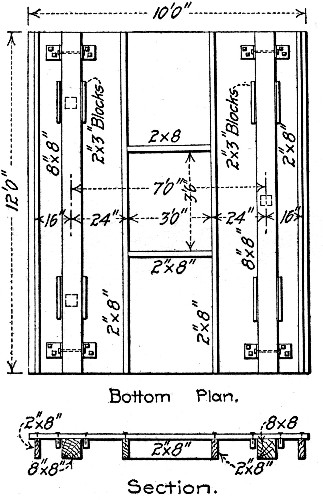 10'0"
8"x8"
2"x3" Blocks
2"x3" Blocks
2"x8"
2x8
12'0"
7'0"
3'6"
16"
24"
3'0"
24"
16"
8"x8"
2"x8"
2"x8"
2"x8"
2"x8"
Bottom Plan.
2"x8"
8x8
2"x8"
8"x8"
2"x8"
Section.